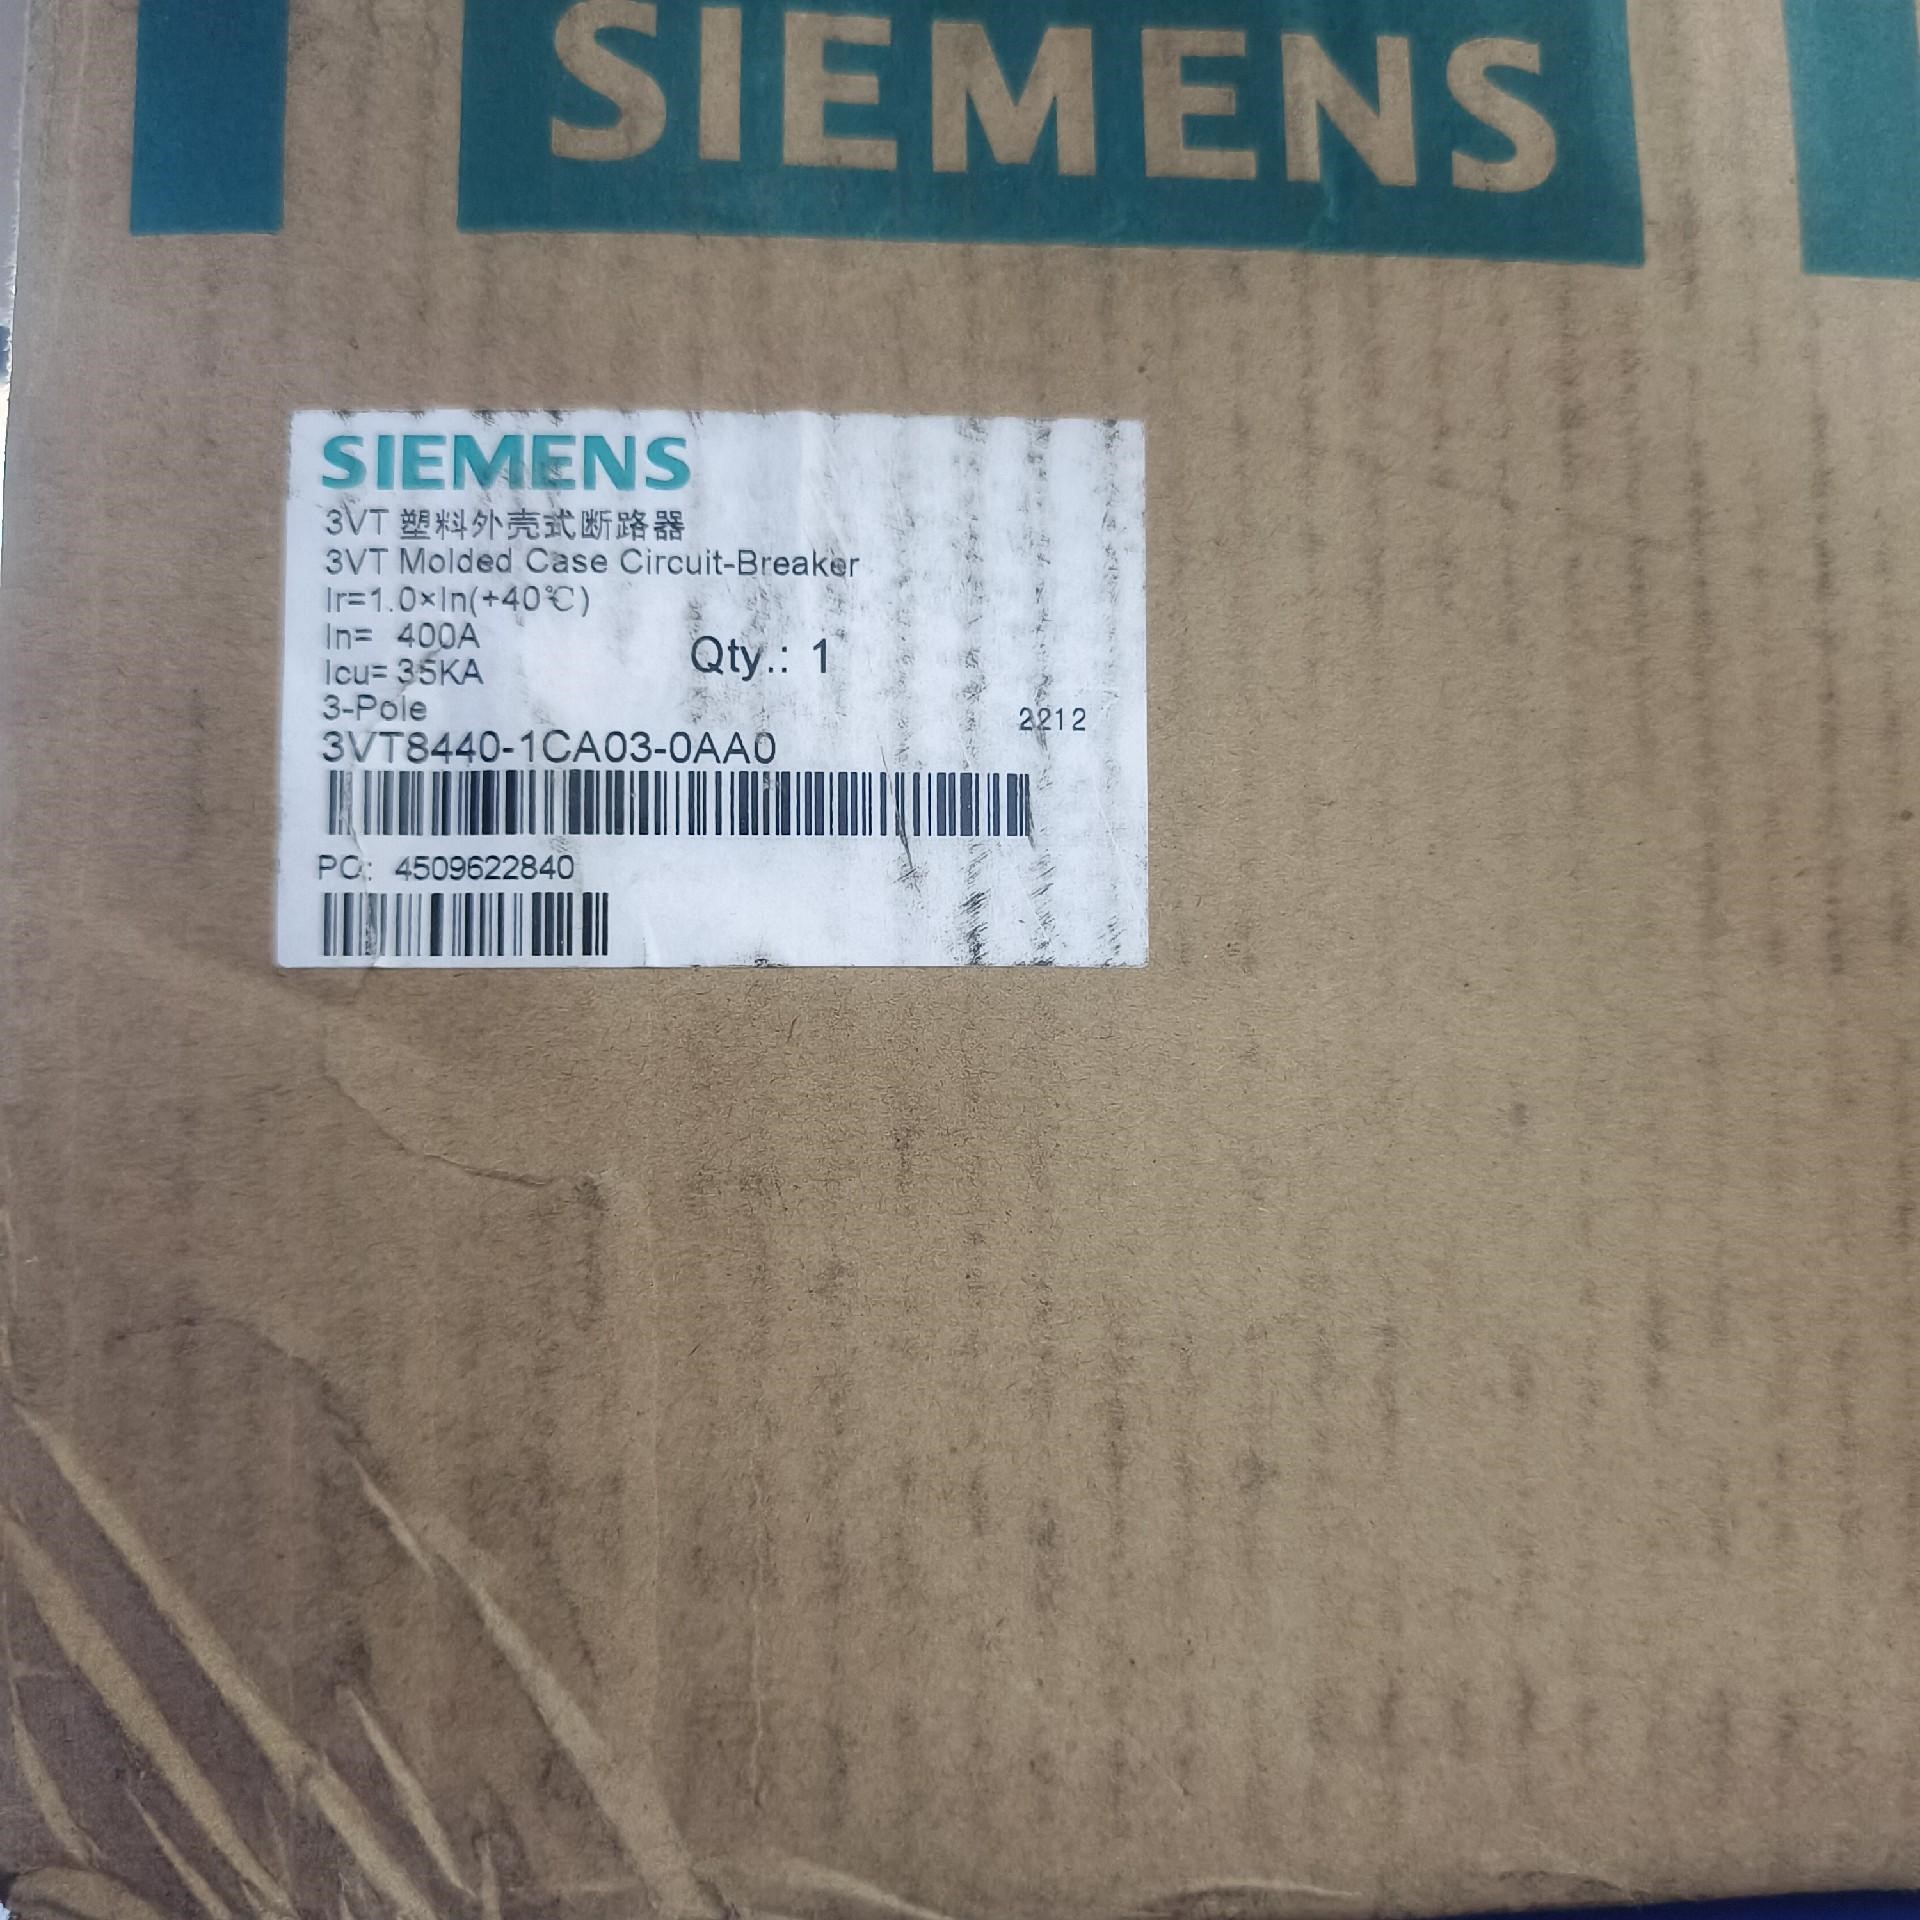 SIEMENS
SIEMENS
3VT 塑料外壳式断路器
3VT Molded Case Circuit-Breaker
Ir=1.0×In(+40℃)
In= 400A
Icu= 35KA
Qty.: 1
3-Pole
2212
3VT8440-1CA03-0AA0
PO: 4509622840